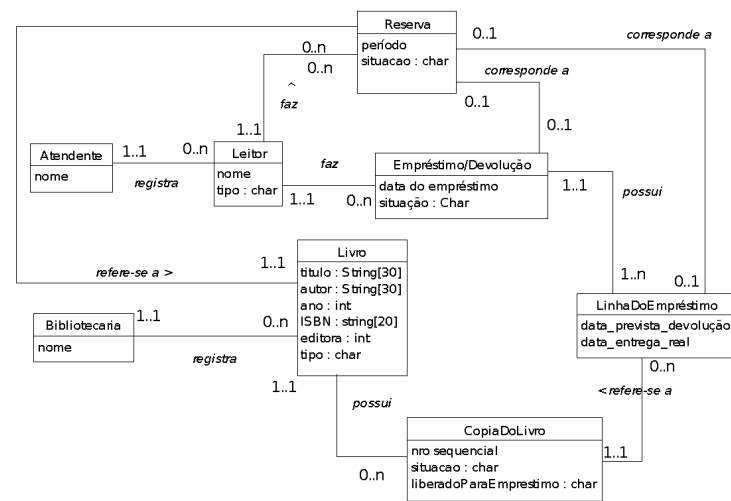 Reserva
período
situacao : char
0..1
corresponde a
0..n
0..n
corresponde a
^
faz
0..1
1..1
0..1
Atendente
nome
1..1
0..n
registra
Leitor
nome
tipo : char
faz
1..1
0..n
Empréstimo/Devolução
data do empréstimo
situação : Char
1..1
possui
1..n
0..1
refere-se a >
1..1
Livro
titulo : String[30]
autor : String[30]
ano : int
ISBN : string[20]
editora : int
tipo : char
LinhaDoEmpréstimo
data_prevista_devolução
data_entrega_real
Bibliotecaria
nome
1..1
0..n
registra
0..n
<refere-se a
1..1
possui
0..n
CopiaDoLivro
nro sequencial
situacao : char
liberadoParaEmprestimo : char
1..1